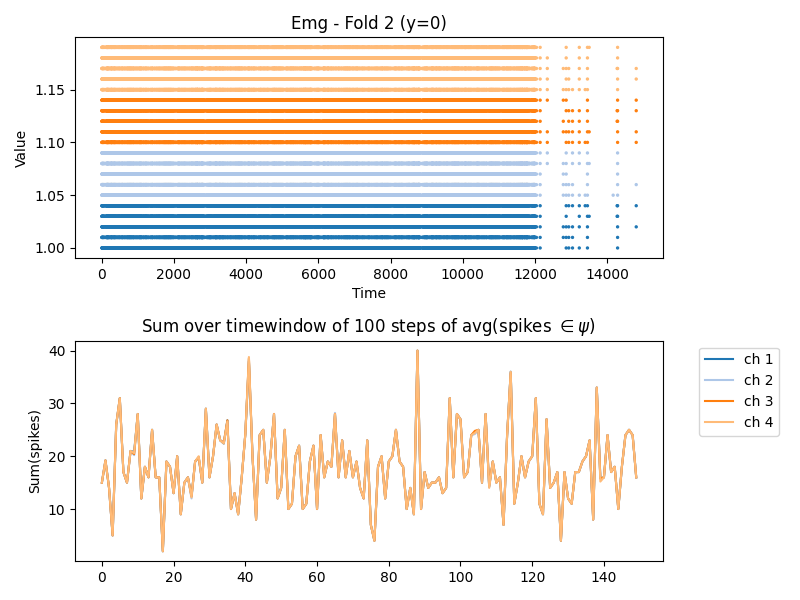 Emg - Fold 2 (y=0)
Value
1.15
1.10
1.05
1.00
0 2000 4000 6000 8000 10000 12000 14000
Time
Sum over timewindow of 100 steps of avg(spikes ∈ ψ)
Sum(spikes)
40
30
20
10
0 20 40 60 80 100 120 140
ch 1
ch 2
ch 3
ch 4